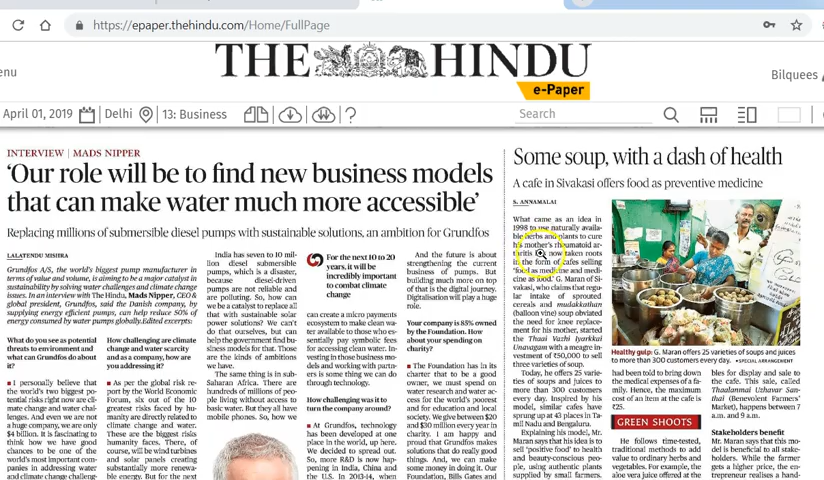 https://epaper.thehindu.com/Home/FullPage
THE HINDU
e-Paper
enu
Bilquees
April 01, 2019
Delhi
13: Business
Search
INTERVIEW | MADS NIPPER
‘Our role will be to find new business models
that can make water much more accessible’
Replacing millions of submersible diesel pumps with sustainable solutions, an ambition for Grundfos
LALATENDU MISHRA
Grundfos A/S, the world's biggest pump manufacturer in
terms of value and volume, is aiming to be a major catalyst in
sustainability by solving water challenges and climate challenges.
In an interview with The Hindu, Mads Nipper, CEO &
global president, Grundfos, said the Danish company, by
supplying energy efficient pumps, can help reduce 50% of
energy consumed by water pumps globally.Edited excerpts:
What do you see as potential
threats to environment and
what can Grundfos do about
it?
I personally believe that
the world's two biggest po-
tential risks right now are cli-
mate change and water chal-
lenges. And even we are not
a huge company, we are only
$4 billion. It is fascinating to
think how we have good
chances to be one of the
world's most important com-
panies in addressing water
and climate challeng-
How challenging are climate
change and water scarcity
and as a company, how are
you addressing it?
As per the global risk re-
port by the World Economic
Forum, six out of the 10
greatest risks faced by hu-
manity are directly related to
climate change and water.
These are the biggest risks
humanity faces. There, of
course, will be wind turbines
and solar panels creating
substantially more renewa-
ble energy. But for the next
India has seven to 10 mil-
lion diesel submersible
pumps, which is a disaster,
because diesel-driven
pumps are not reliable and
are polluting. So, how can
we be a catalyst to replace all
that with sustainable solar
power solutions? We can't
do that ourselves, but can
help the government find bu-
siness models for that. Those
are the kinds of ambitions
we have.
The same thing is in sub-
Saharan Africa. There are
hundreds of millions of peo-
ple living without access to
basic water. But they all have
mobile phones. So, how we
For the next 10 to 20
years, it will be
incredibly important
to combat climate
change
can create a micro payments
ecosystem to make clean wa-
ter available to those who es-
sentially pay symbolic fees
for accessing clean water. In-
vesting in those business mo-
dels and working with partn-
ers is some thing we can do
through technology.
How challenging was it to
turn the company around?
At Grundfos, technology
has been developed at one
place in the world, up here.
We decided to spread out.
So, more R&D is now hap-
pening in India, China and
the U.S. In 2013-14, when
And the future is about
strengthening the current
business of pumps. But
building much more on top
of that is the digital journey.
Digitalisation will play a huge
role.
Your company is 85% owned
by the Foundation. How
about your spending on
charity?
The Foundation has in its
charter that to be a good
owner, we must spend on
water research and water ac-
cess for the world's poorest
and for education and local
society. We give between $20
and $30 million every year in
charity. I am happy and
proud that Grundfos makes
solutions that do really good
things. And, we can make
some money in doing it. Our
Foundation, Bill Gates and
Some soup, with a dash of health
A cafe in Sivakasi offers food as preventive medicine
S. ANNAMALAI
What came as an idea in
1998 to use naturally availa-
ble herbs and plants to cure
his mother's rheumatoid ar-
thritis has now taken roots
in the form of cafes selling
‘food as medicine and medi-
cine as food.’ G. Maran of Si-
vakasi, who claims that regu-
lar intake of sprouted
cereals and mudakkathan
(balloon vine) soup obviated
the need for knee replace-
ment for his mother, started
the Thaai Vazhi Iyarkkai
Unavagam with a meagre in-
vestment of ₹50,000 to sell
three varieties of soup.
Today, he offers 25 varie-
ties of soups and juices to
more than 300 customers
every day. Inspired by his
model, similar cafes have
sprung up at 43 places in Ta-
mil Nadu and Bengaluru.
Explaining his model, Mr.
Maran says that his idea is to
sell ‘positive food’ to health
and beauty-conscious peo-
ple, using authentic plants
supplied by small farmers.
Healthy gulp: G. Maran offers 25 varieties of soups and juices
to more than 300 customers every day. • SPECIAL ARRANGEMENT
had been told to bring down
the medical expenses of a fa-
mily. Hence, the maximum
cost of an item at the cafe is
₹25.
GREEN SHOOTS
He follows time-tested,
traditional methods to add
value to ordinary herbs and
vegetables. For example, the
aloe vera juice offered at the
bles for display and sale to
the cafe. This sale, called
Thaalanmai Uzhavar San-
thai (Benevolent Farmers'
Market), happens between 7
a.m. and 9 a.m.
Stakeholders benefit
Mr. Maran says that this mo-
del is beneficial to all stake-
holders. While the farmer
gets a higher price, the en-
trepreneur realises a hand-